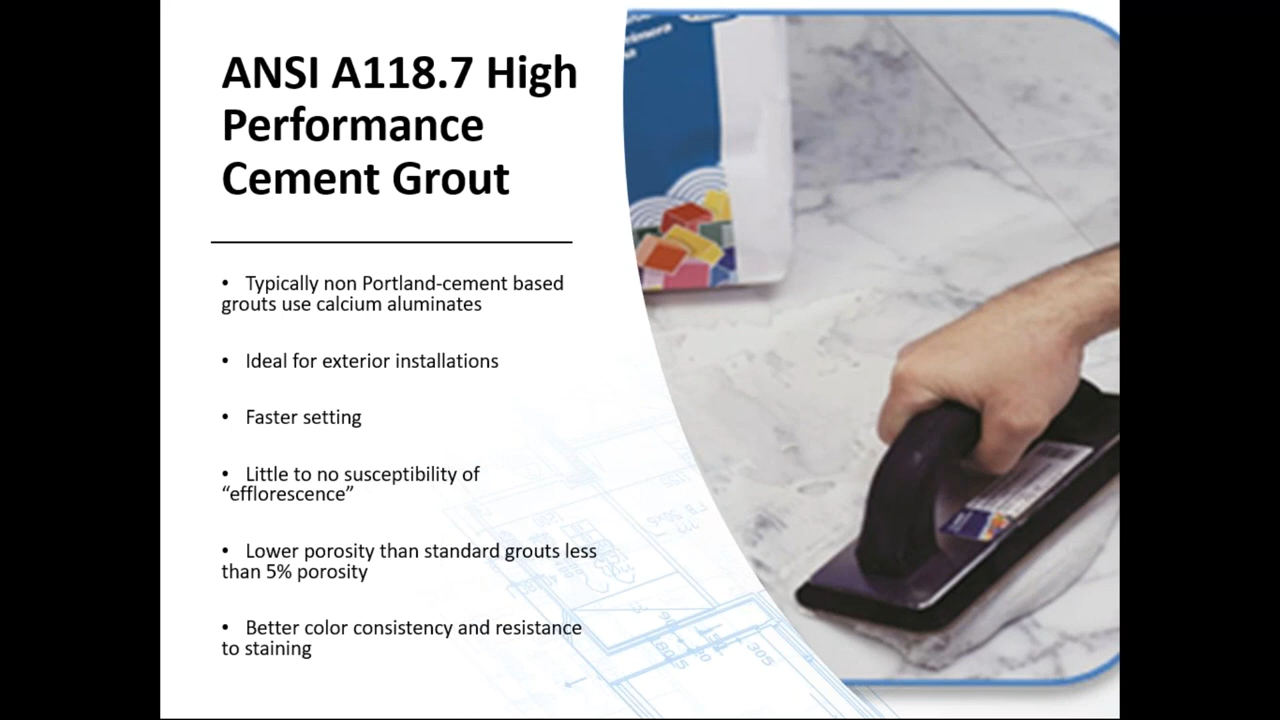 ANSI A118.7 High
Performance
Cement Grout
• Typically non Portland-cement based
grouts use calcium aluminates
• Ideal for exterior installations
• Faster setting
• Little to no susceptibility of
“efflorescence”
• Lower porosity than standard grouts less
than 5% porosity
• Better color consistency and resistance
to staining
305